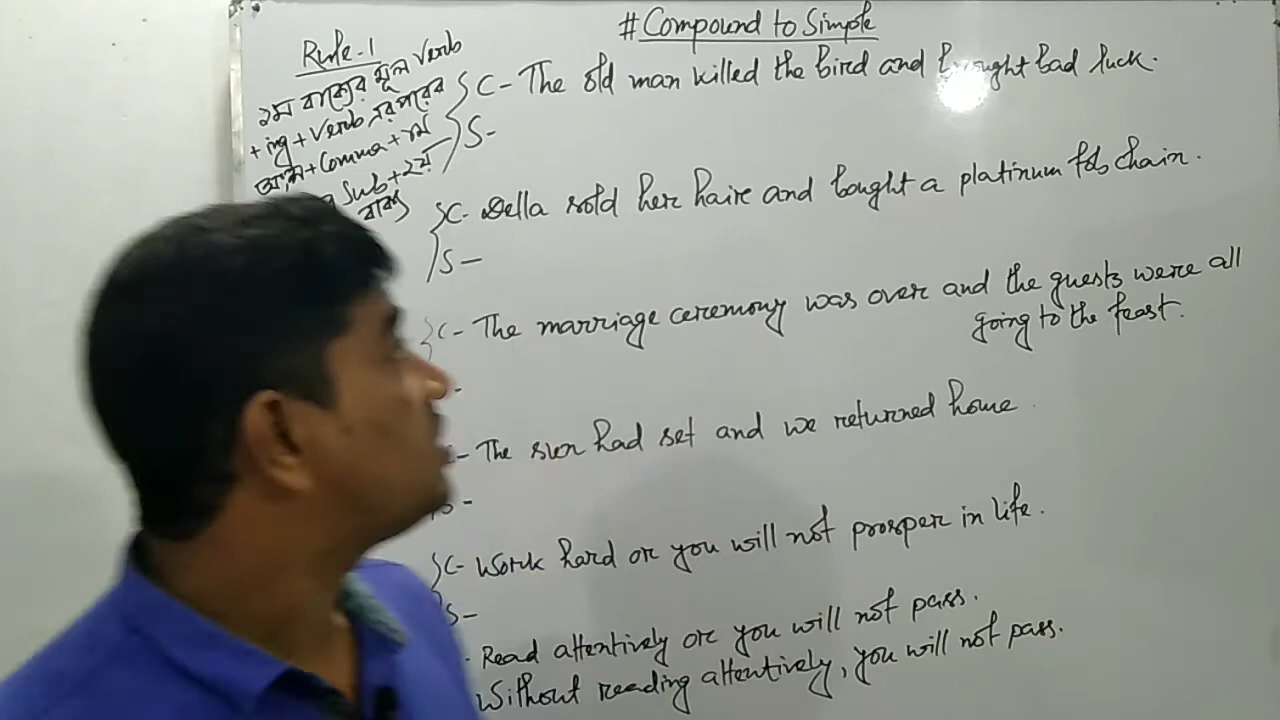 # Compound to Simple
Rule-1
১ম বাক্যের মূল Verb
+ ing + Verb এর পরের
অংশ + Comma + ২য়
Sub + ২য়
বাক্য
C- The old man killed the bird and brought bad luck.
S-
C- Della sold her hair and bought a platinum fob chain.
S-
C- The marriage ceremony was over and the guests were all
going to the feast.
- The sun had set and we returned home.
S-
C- Work hard or you will not prosper in life.
S-
Read attentively or you will not pass.
Without reading attentively, you will not pass.